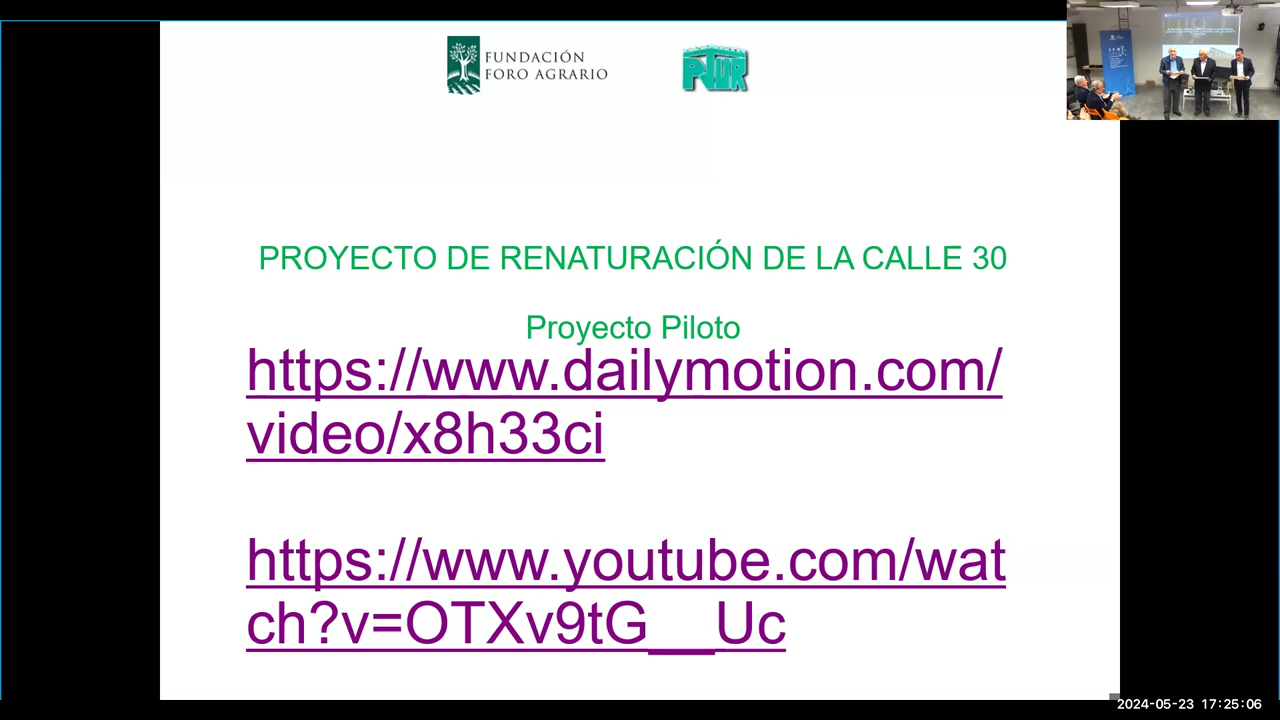 FUNDACIÓN
FORO AGRARIO
PTUR
PROYECTO DE RENATURACIÓN DE LA CALLE 30
Proyecto Piloto
https://www.dailymotion.com/
video/x8h33ci
https://www.youtube.com/wat
ch?v=OTXv9tG__Uc
2024-05-23 17:25:06